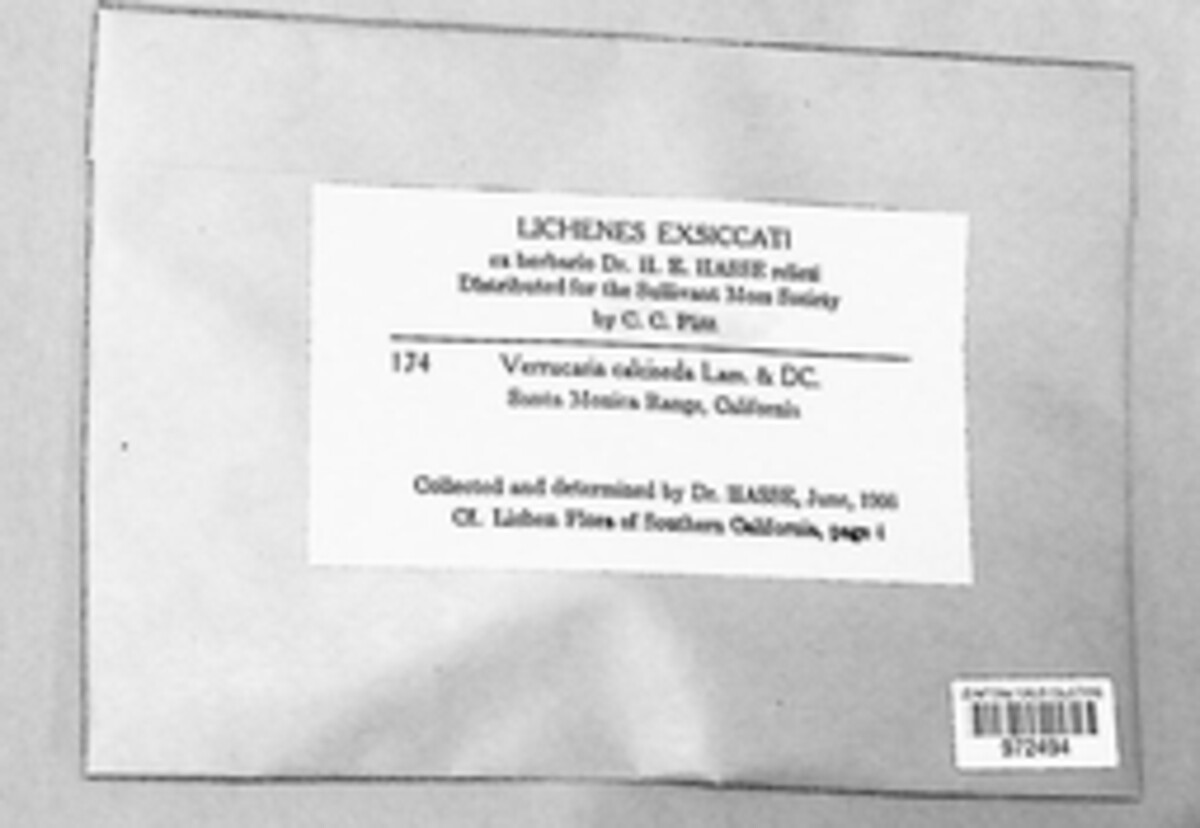 LICHENES EXSICCATI
ex herbario Dr. H. E. HASSE relicti
Distributed for the Sullivant Moss Society
by C. C. Plitt
174 Verrucaria calciseda Lam. & DC.
Santa Monica Range, California
Collected and determined by Dr. HASSE, June,
Cf. Lichen Flora of Southern California, page
972494